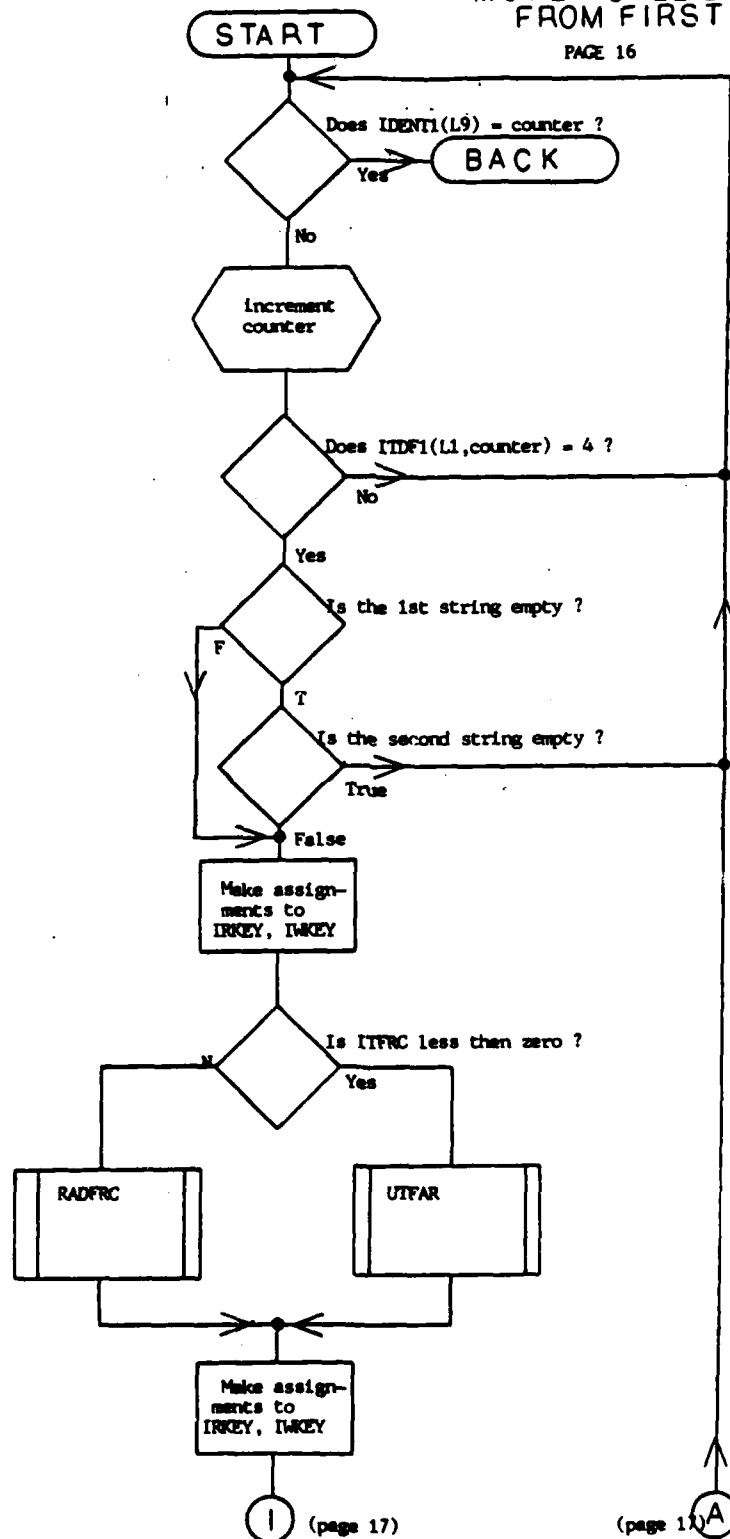 START
FROM FIRST
PAGE 16
Does IDENT1(L9) = counter ?
Yes
BACK
No
increment
counter
Does ITDF1(L1,counter) = 4 ?
No
Yes
Is the 1st string empty ?
F
T
Is the second string empty ?
True
False
Make assign-
ments to
IRKEY, IWKEY
Is ITFRC less then zero ?
Yes
RADFRC
UTFAR
Make assign-
ments to
IRKEY, IWKEY
1 (page 17)
(page 17) A